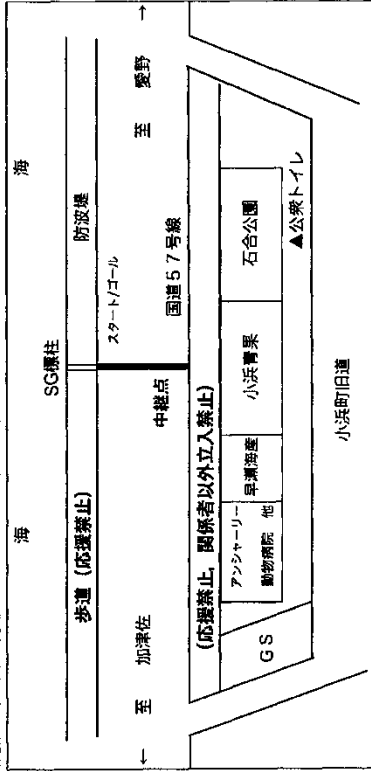 海 海
SG標柱
歩道（応援禁止） 防波堤
スタート/ゴール
← 至 加津佐
中継点
国道５７号線
至 愛野 →
（応援禁止，関係者以外立入禁止）
GS
アンシャーリー
動物病院 他
早瀬海産
小浜青果
石合公園
▲公衆トイレ
小浜町旧道